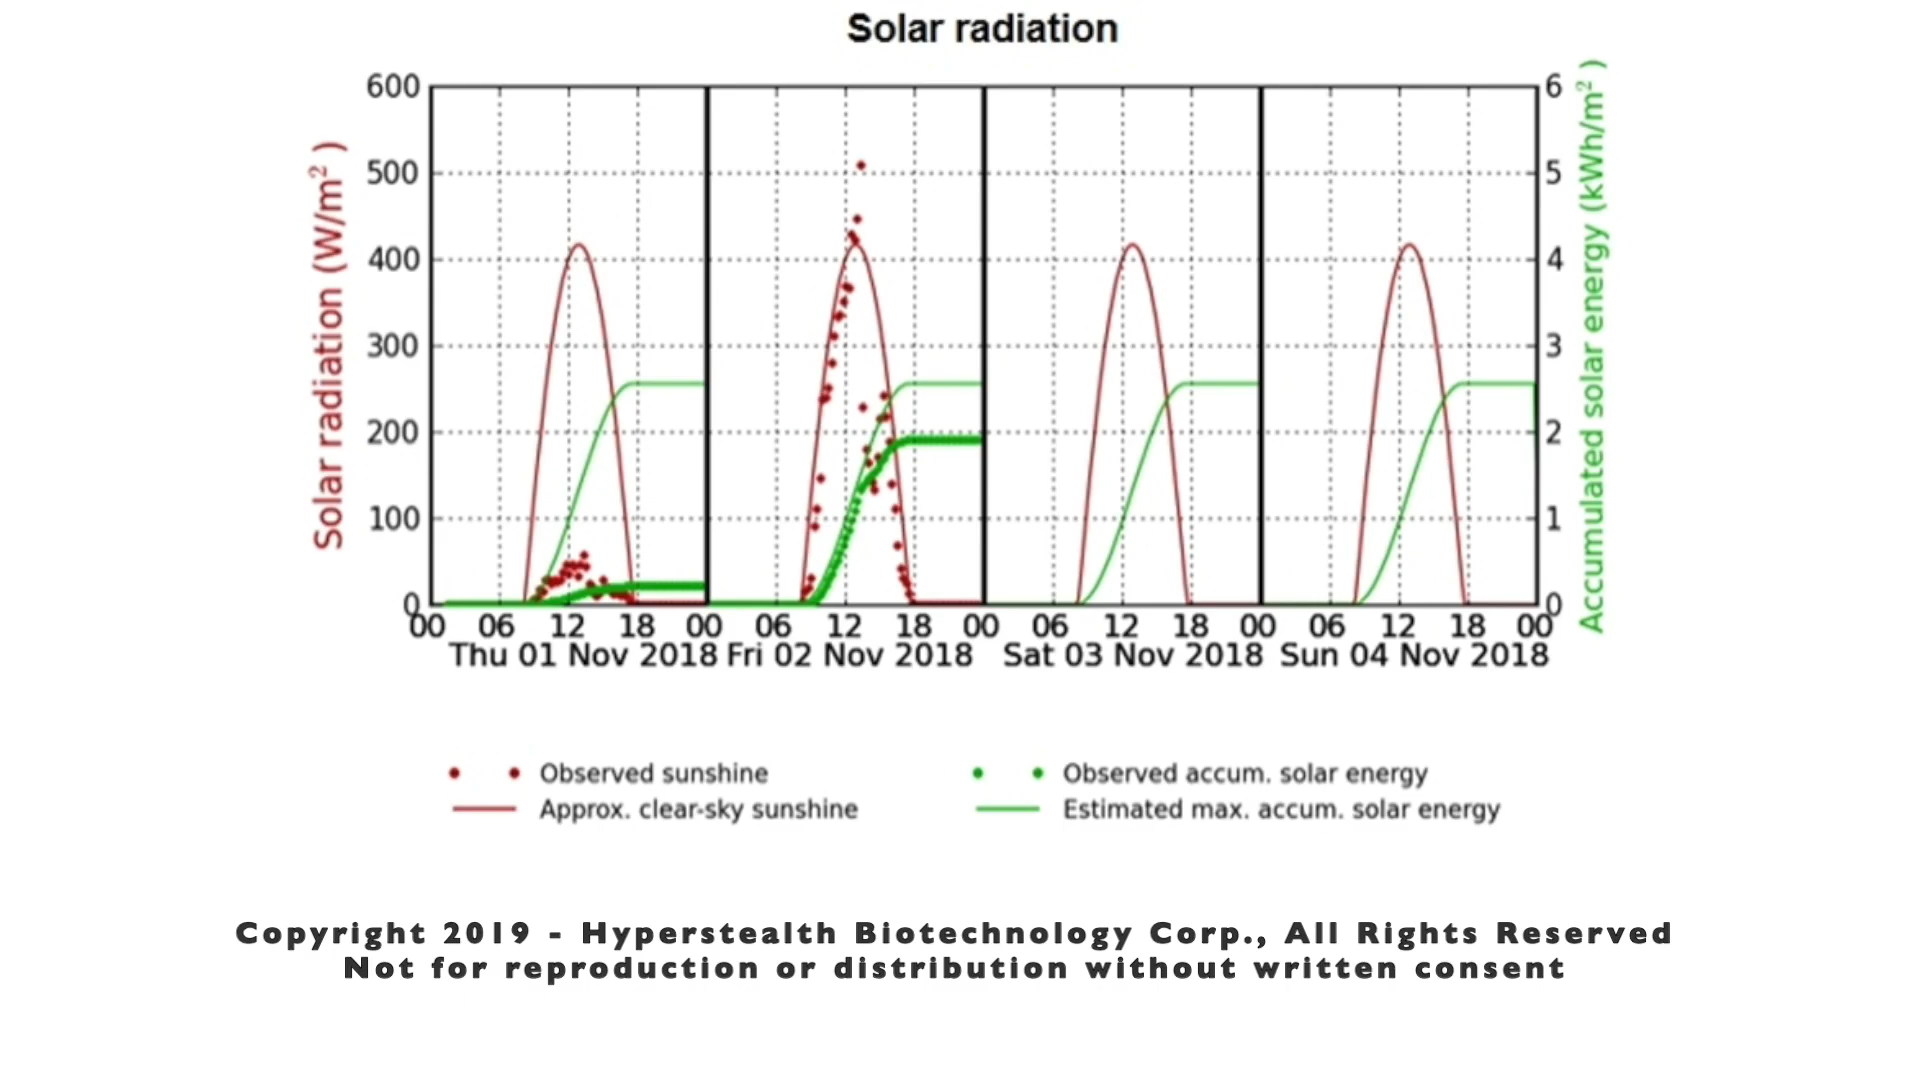 Solar radiation
Solar radiation (W/m²)
600
500
400
300
200
100
0
6
5
4
3
2
1
0
Accumulated solar energy (kWh/m²)
00 06 12 18 00 06 12 18 00 06 12 18 00 06 12 18 00
Thu 01 Nov 2018 Fri 02 Nov 2018 Sat 03 Nov 2018 Sun 04 Nov 2018
Observed sunshine
Approx. clear-sky sunshine
Observed accum. solar energy
Estimated max. accum. solar energy
Copyright 2019 - Hyperstealth Biotechnology Corp., All Rights Reserved
Not for reproduction or distribution without written consent